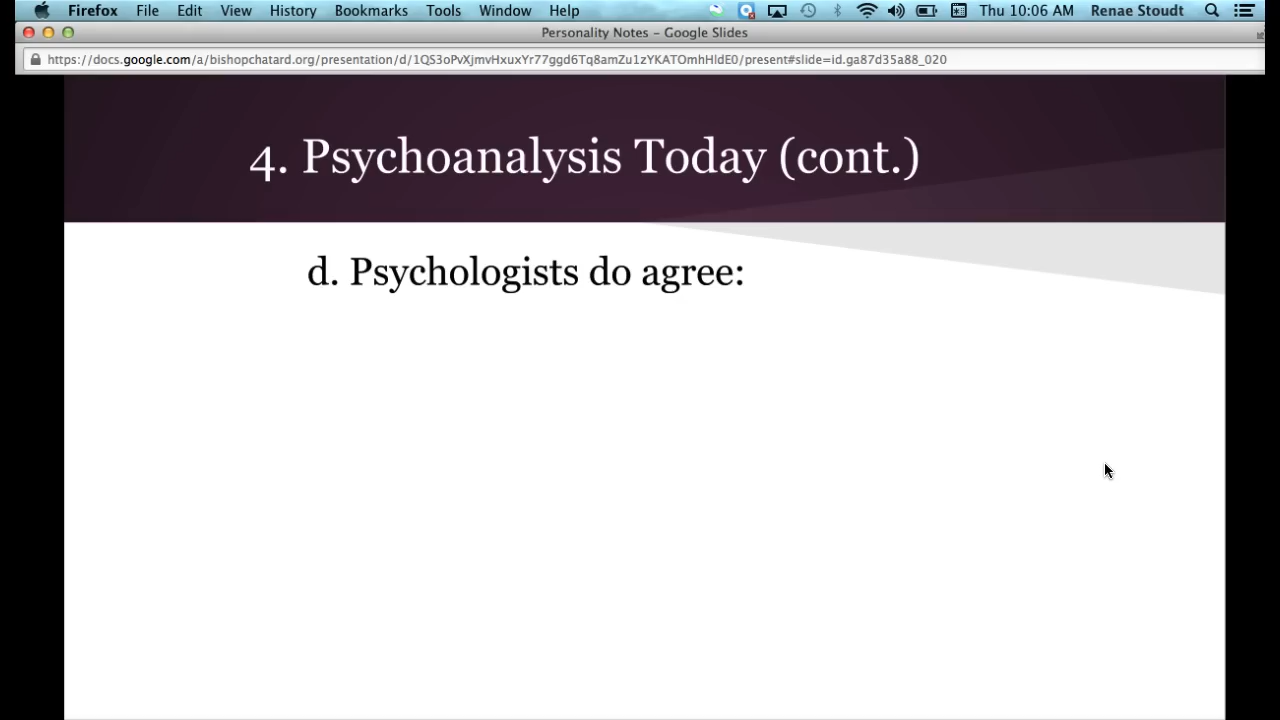 Firefox File Edit View History Bookmarks Tools Window Help Thu 10:06 AM Renae Stoudt
Personality Notes – Google Slides
https://docs.google.com/a/bishopchatard.org/presentation/d/1QS3oPvXjmvHxuxYr77ggd6Tq8amZu1zYKATOmhHldE0/present#slide=id.ga87d35a88_020
4. Psychoanalysis Today (cont.)
d. Psychologists do agree: